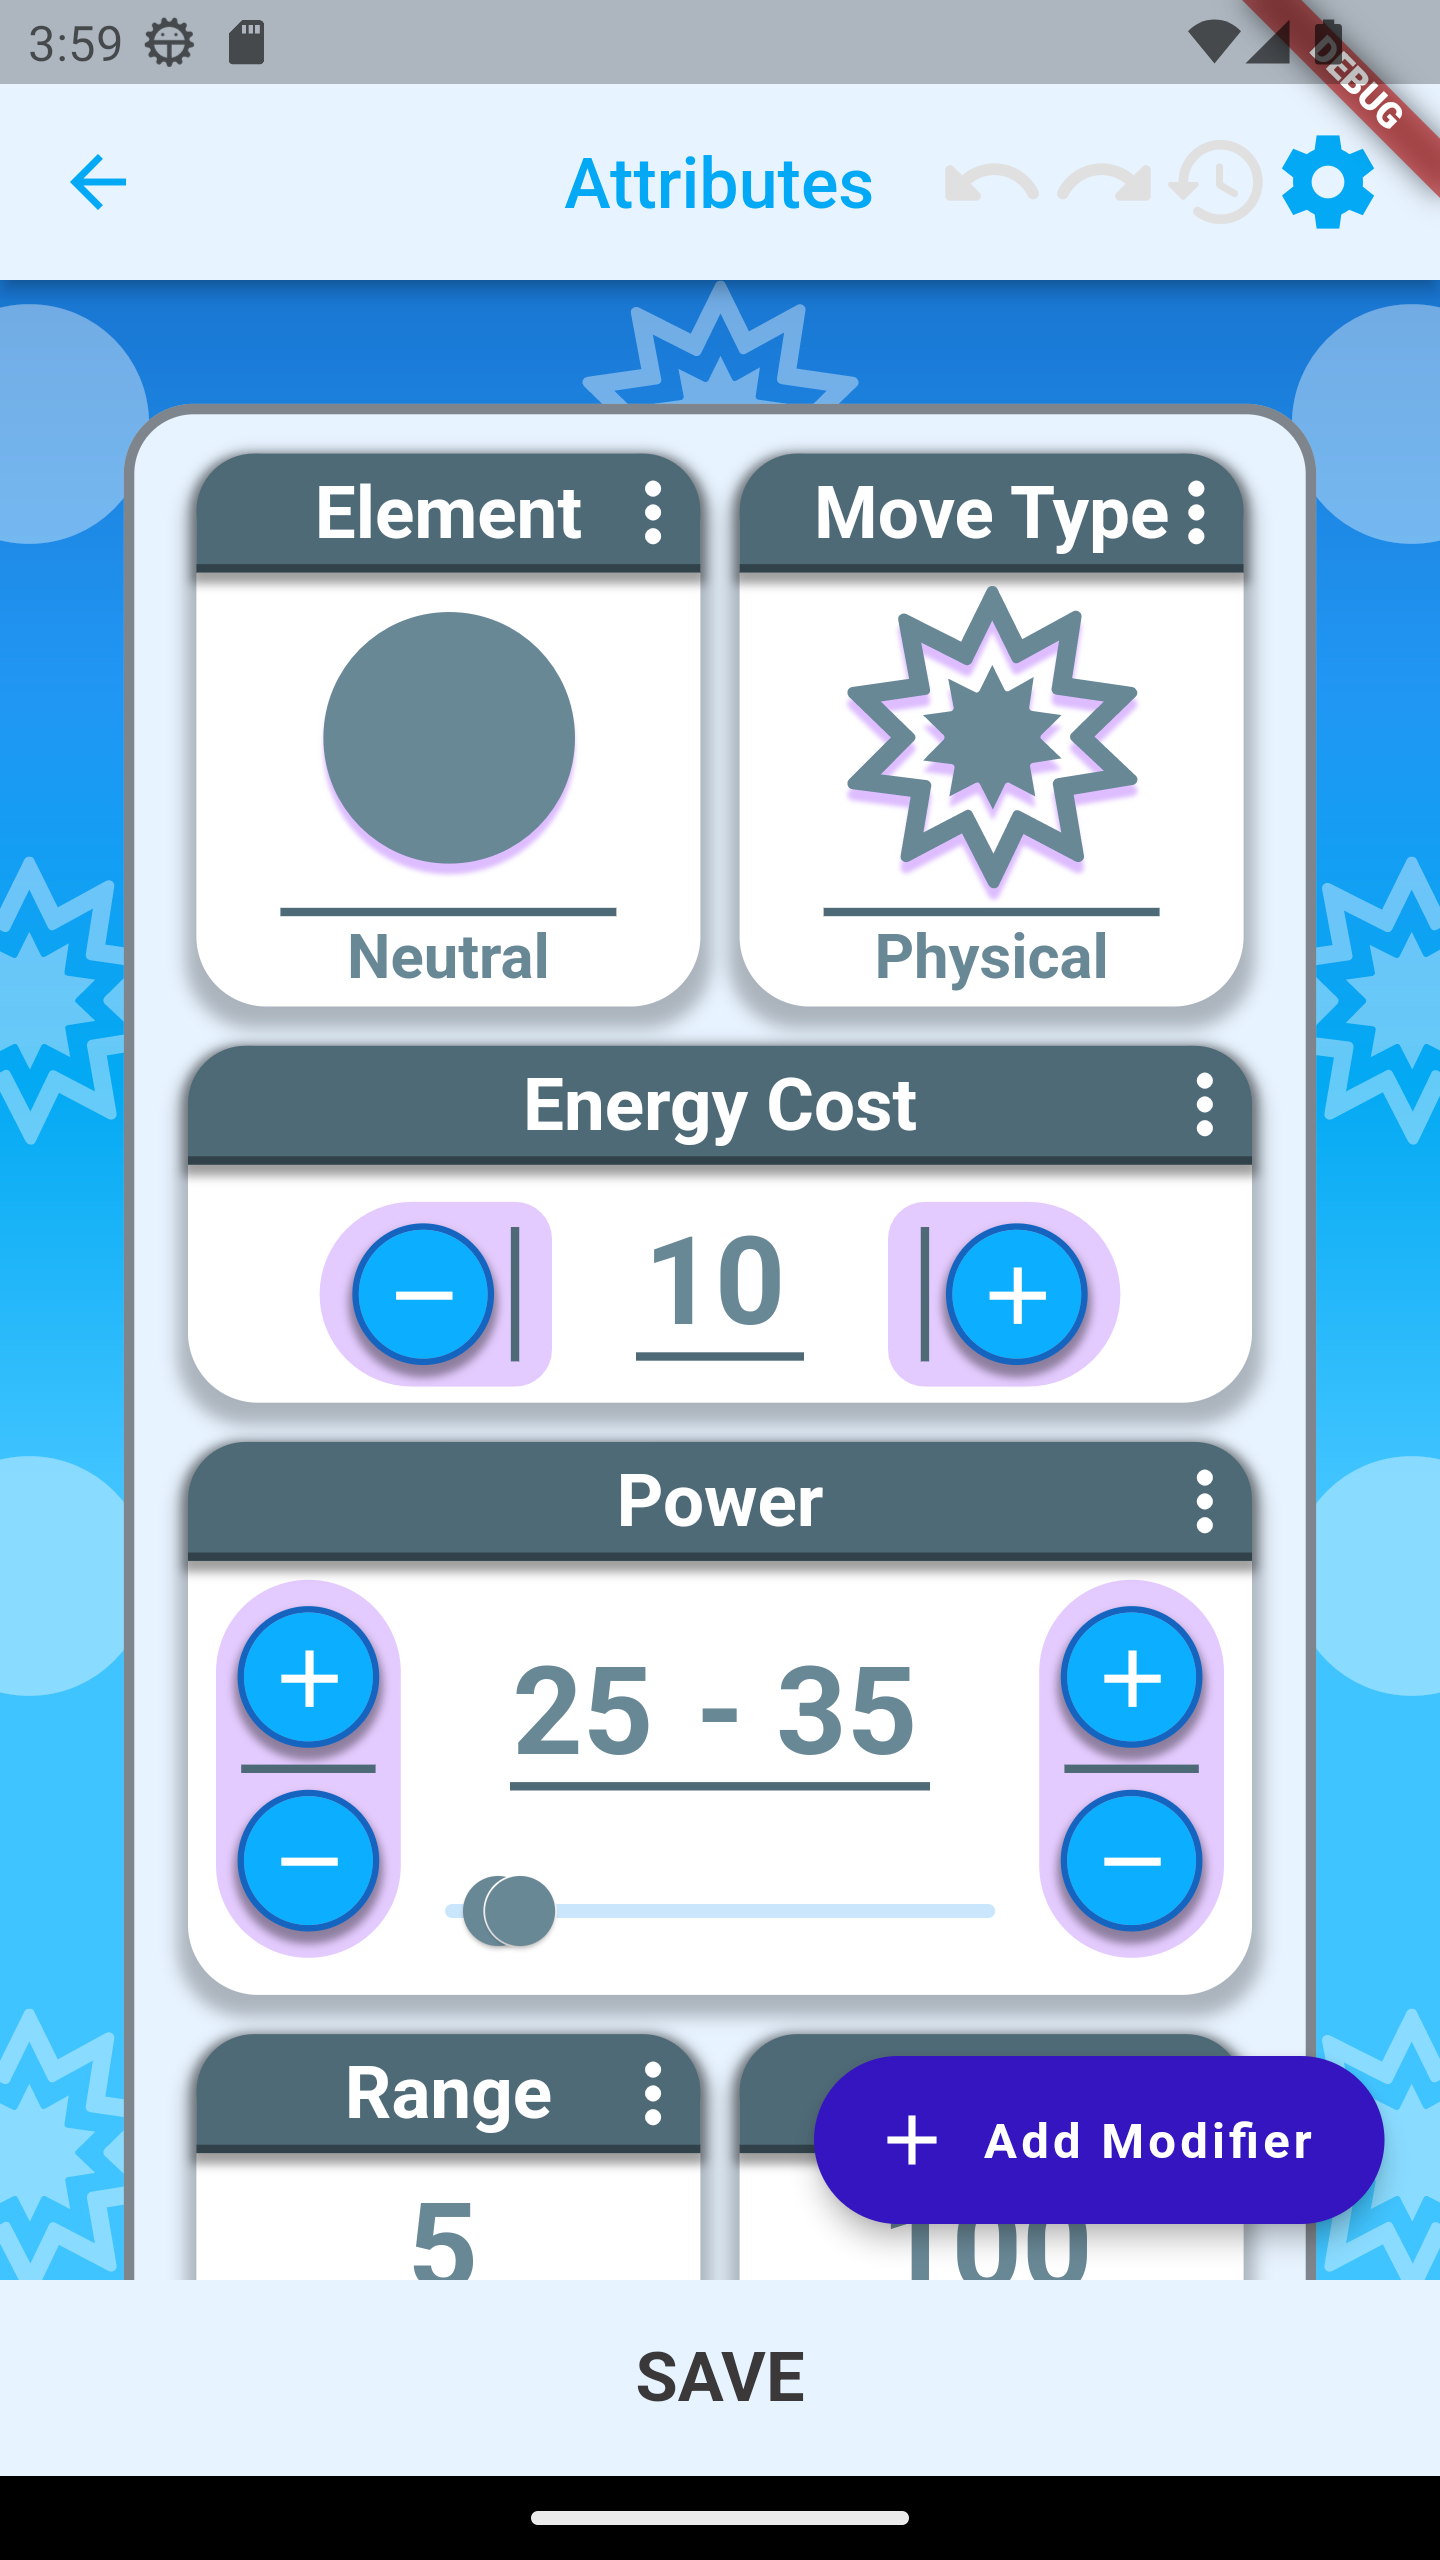 3:59
DEBUG
Attributes
Element
Move Type
Neutral
Physical
Energy Cost
10
Power
25 - 35
Range
Add Modifier
5
100
SAVE